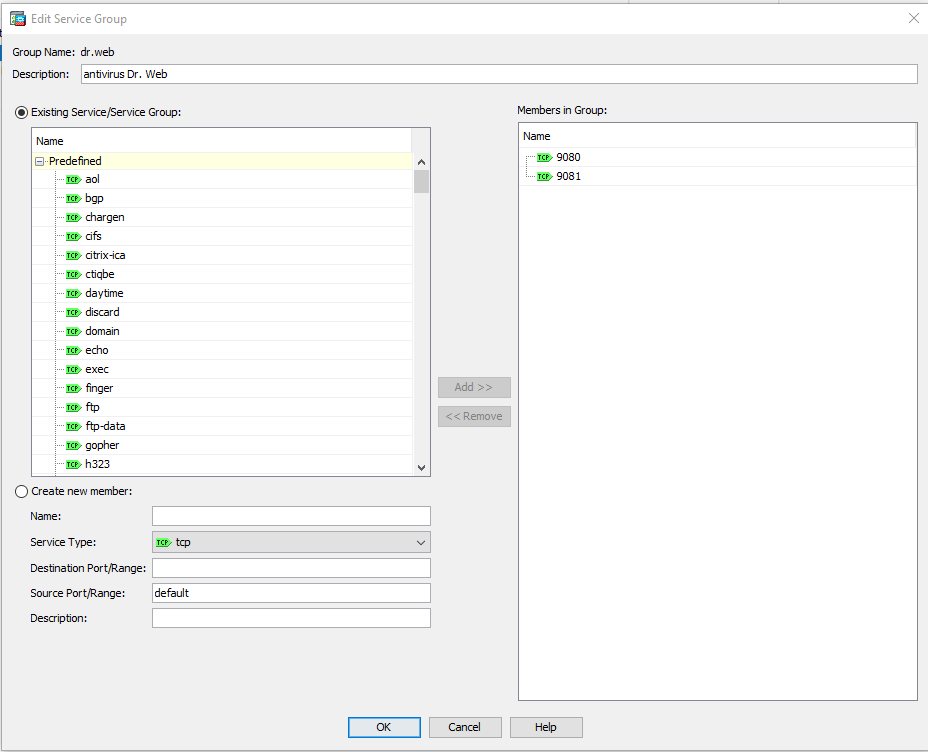 Edit Service Group
Group Name: dr.web
Description: antivirus Dr. Web
Existing Service/Service Group:
Name
Predefined
TCP aol
TCP bgp
TCP chargen
TCP cifs
TCP citrix-ica
TCP ctiqbe
TCP daytime
TCP discard
TCP domain
TCP echo
TCP exec
TCP finger
TCP ftp
TCP ftp-data
TCP gopher
TCP h323
Add >>
<< Remove
Members in Group:
Name
TCP 9080
TCP 9081
Create new member:
Name:
Service Type: TCP tcp
Destination Port/Range:
Source Port/Range: default
Description:
OK Cancel Help